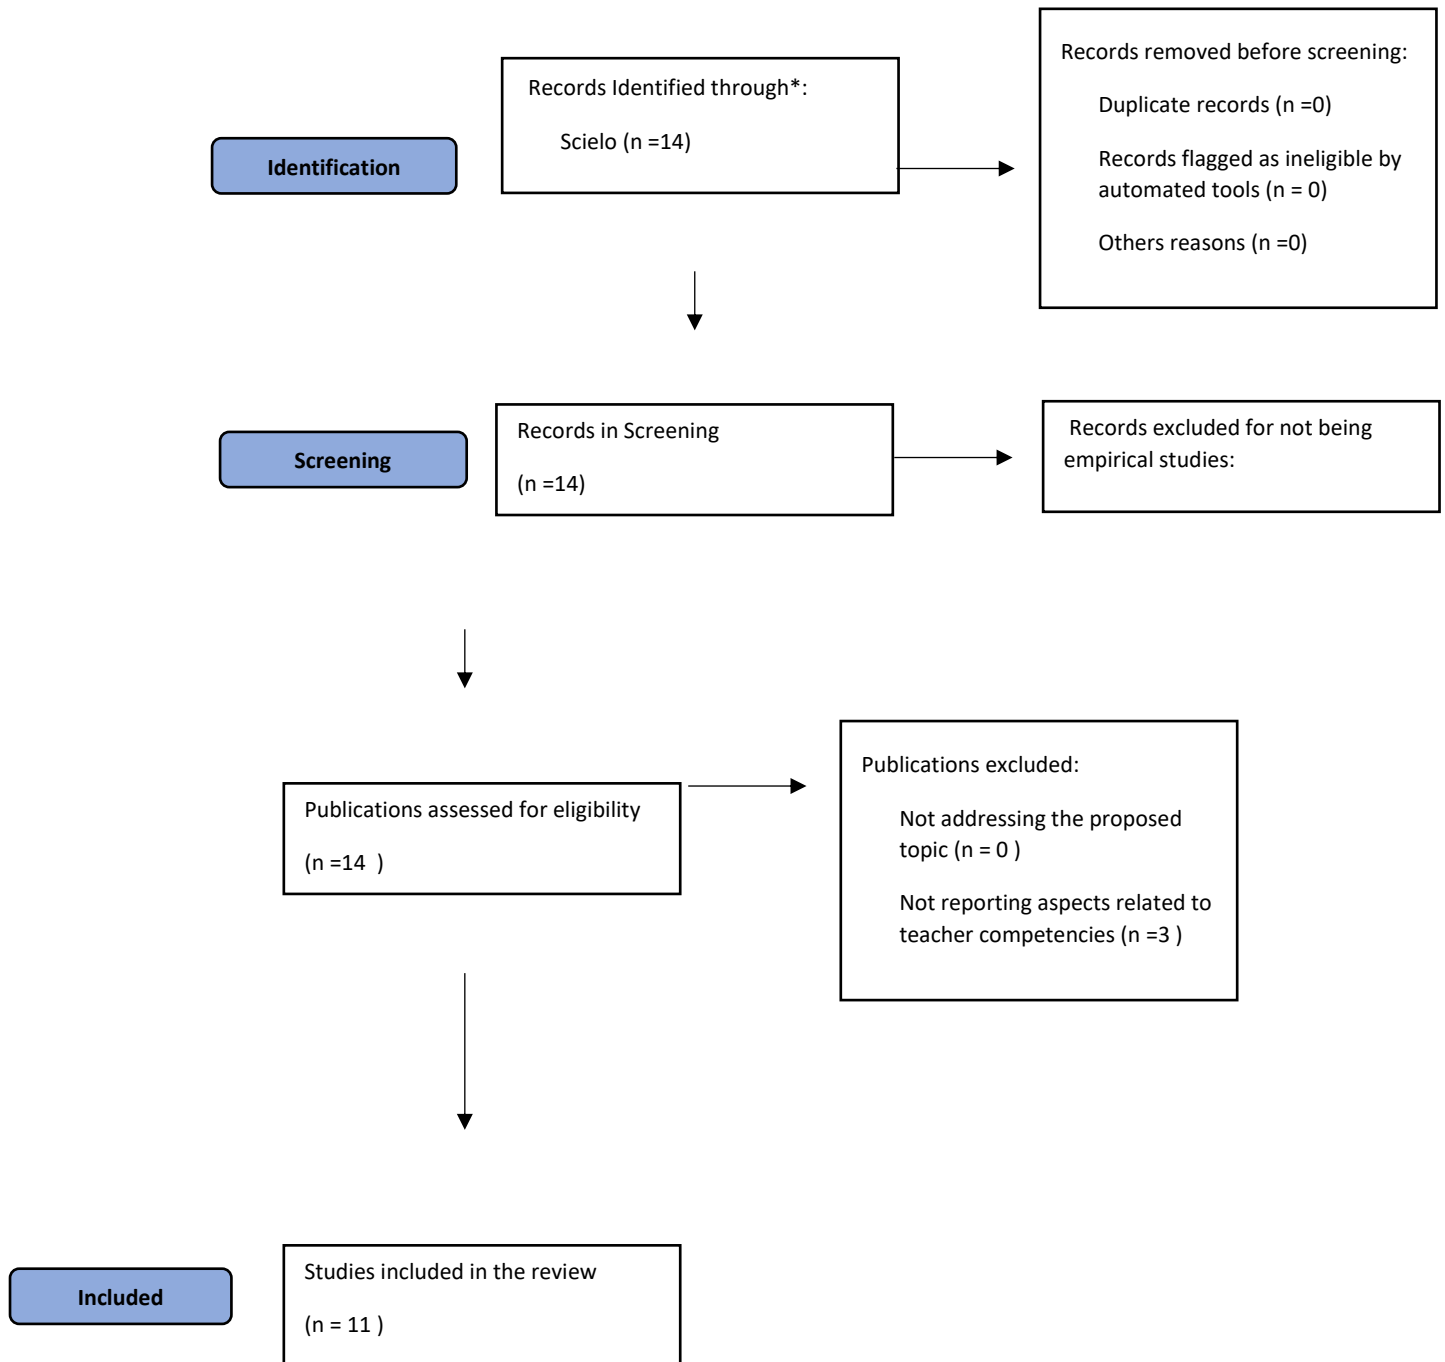 Records Identified through*:
Scielo (n =14)
Records removed before screening:
Duplicate records (n =0)
Records flagged as ineligible by
automated tools (n = 0)
Others reasons (n =0)
Identification
Records in Screening
(n =14)
Records excluded for not being
empirical studies:
Screening
Publications assessed for eligibility
(n =14  )
Publications excluded:
Not addressing the proposed
topic (n = 0 )
Not reporting aspects related to
teacher competencies (n =3 )
Studies included in the review
(n = 11 )
Included